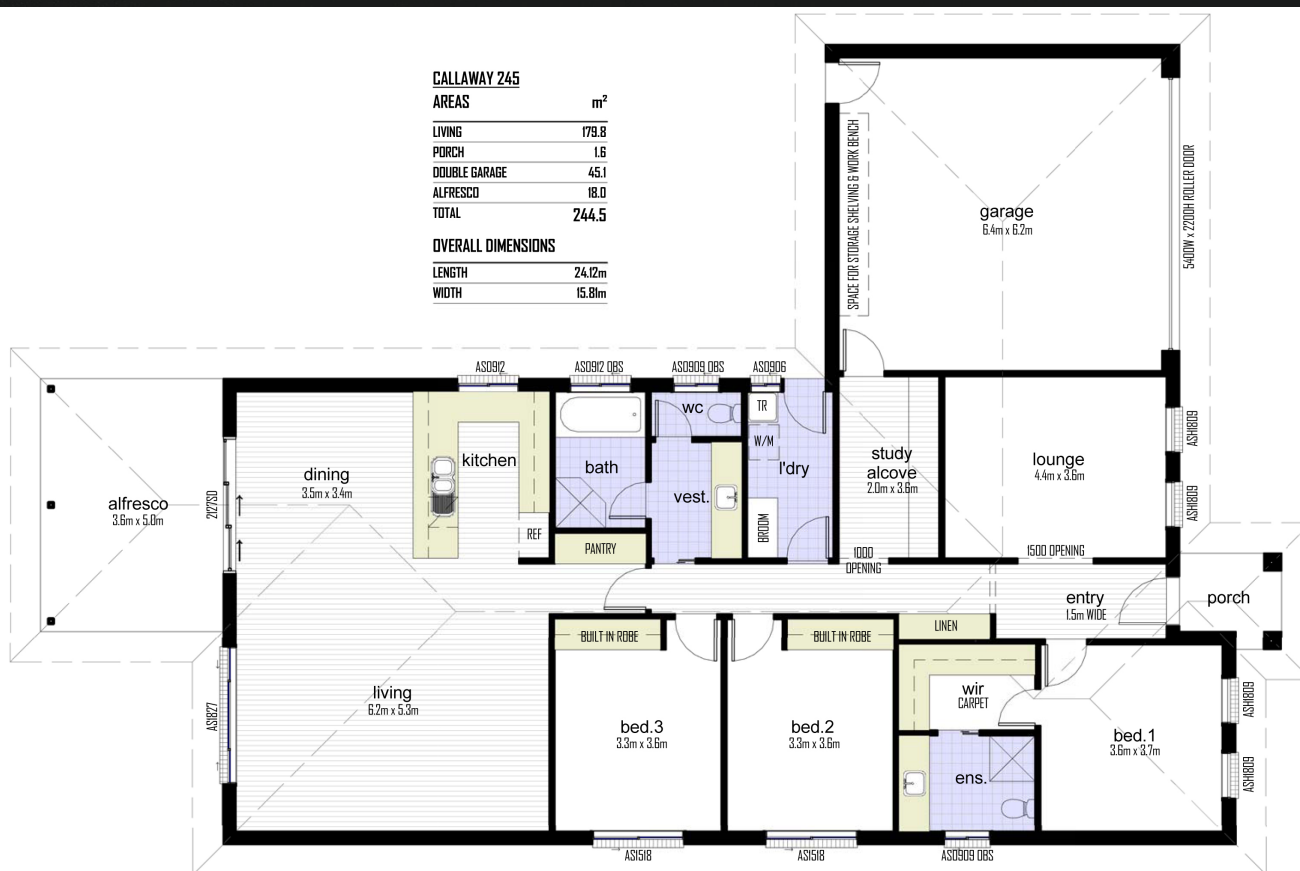 CALLAWAY 245
AREAS m²
LIVING 179.8
PORCH 1.6
DOUBLE GARAGE 45.1
ALFRESCO 18.0
TOTAL 244.5
OVERALL DIMENSIONS
LENGTH 24.12m
WIDTH 15.81m
SPACE FOR STORAGE SHELVING & WORK BENCH
garage
6.4m x 6.2m
5400W x 2200H ROLLER DOOR
AS0912
AS0912 OBS
AS0909 OBS
AS0906
alfresco
3.6m x 5.0m
2127SD
dining
3.5m x 3.4m
kitchen
REF
bath
PANTRY
wc
vest.
TR
W/M
l'dry
BROOM
study
alcove
2.0m x 3.6m
1000
OPENING
lounge
4.4m x 3.6m
1500 OPENING
ASH1809
ASH1809
entry
1.5m WIDE
porch
LINEN
BUILT IN ROBE
BUILT IN ROBE
living
6.2m x 5.3m
AS1827
bed.3
3.3m x 3.6m
bed.2
3.3m x 3.6m
wir
CARPET
ens.
bed.1
3.6m x 3.7m
ASH1809
ASH1809
AS1518
AS1518
AS0909 OBS